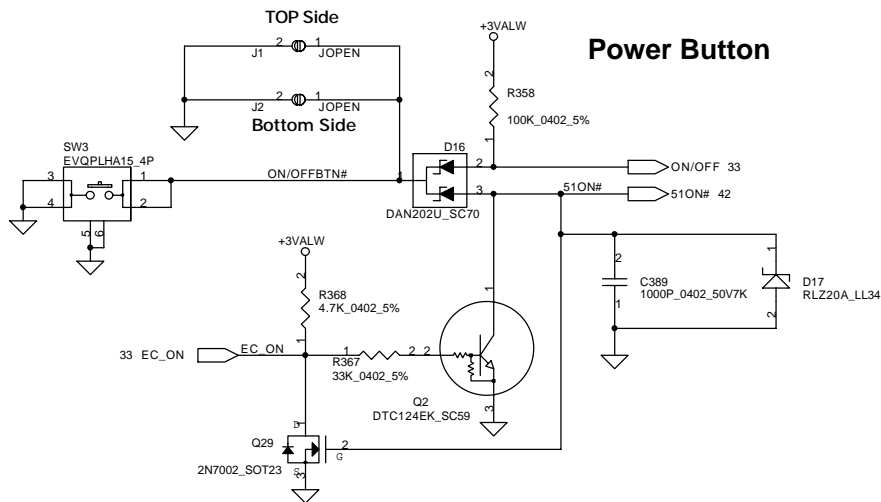 TOP Side
+3VALW
Power Button
2 1
J1 JOPEN
2
R358
100K_0402_5%
1
2 1
J2 JOPEN
Bottom Side
SW3
EVQPLHA15_4P
D16
3 1
4 2
5 6
ON/OFFBTN#
1
2
3
DAN202U_SC70
ON/OFF 33
51ON#
51ON# 42
+3VALW
2
R368
4.7K_0402_5%
1
1
2
C389
1000P_0402_50V7K
1
1
D17
RLZ20A_LL34
2
33 EC_ON
EC_ON
1 2 2
R367
33K_0402_5%
Q2
DTC124EK_SC59
3
D 1
Q29
2N7002_SOT23
2
G
S 3